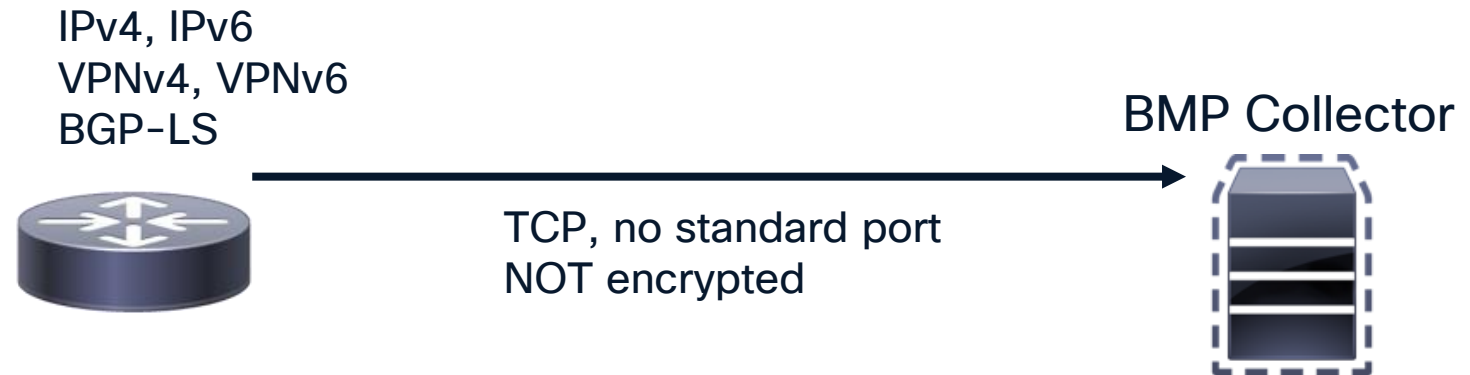 IPv4, IPv6
VPNv4, VPNv6
BGP-LS
BMP Collector
TCP, no standard port
NOT encrypted